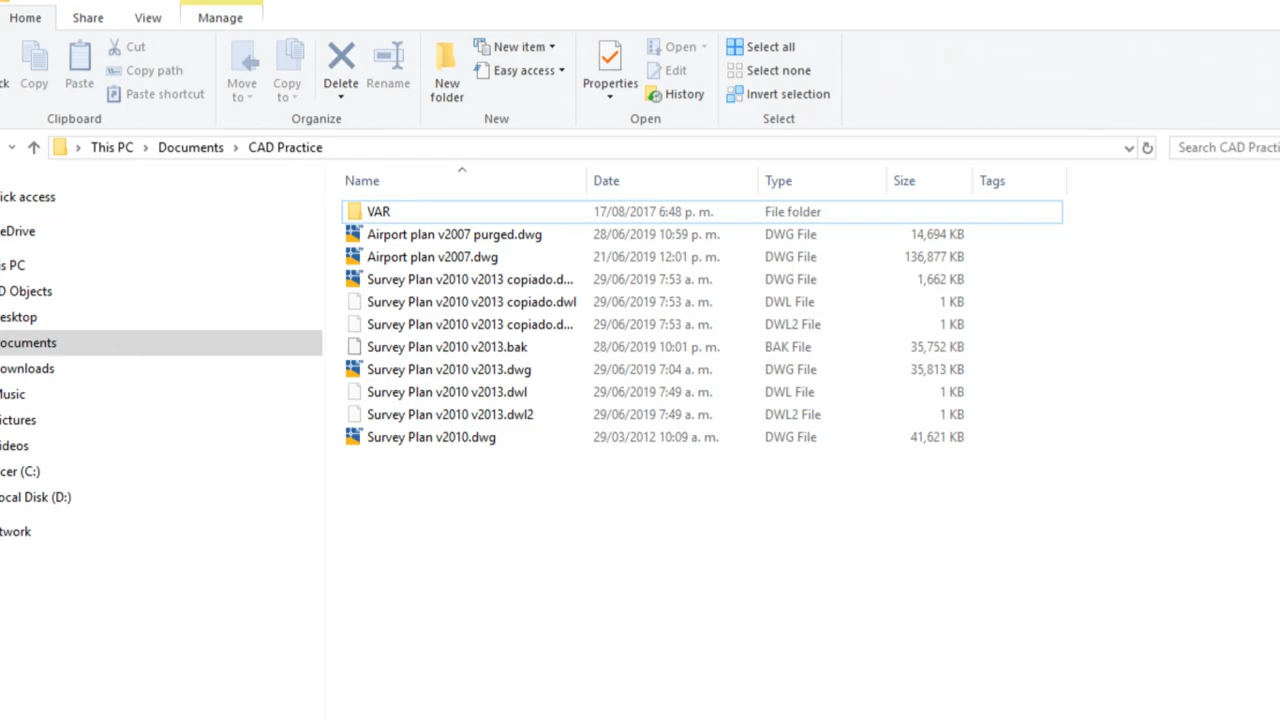 Home Share View Manage
Cut
Copy path
Paste shortcut
Copy Paste
Clipboard
Move to
Copy to
Delete
Rename
Organize
New folder
New item
Easy access
New
Properties
Open
Edit
History
Open
Select all
Select none
Invert selection
Select
This PC > Documents > CAD Practice
Search CAD Practi
Name Date Type Size Tags
VAR 17/08/2017 6:48 p. m. File folder
Airport plan v2007 purged.dwg 28/06/2019 10:59 p. m. DWG File 14,694 KB
Airport plan v2007.dwg 21/06/2019 12:01 p. m. DWG File 136,877 KB
Survey Plan v2010 v2013 copiado.d... 29/06/2019 7:53 a. m. DWG File 1,662 KB
Survey Plan v2010 v2013 copiado.dwl 29/06/2019 7:53 a. m. DWL File 1 KB
Survey Plan v2010 v2013 copiado.d... 29/06/2019 7:53 a. m. DWL2 File 1 KB
Survey Plan v2010 v2013.bak 28/06/2019 10:01 p. m. BAK File 35,752 KB
Survey Plan v2010 v2013.dwg 29/06/2019 7:04 a. m. DWG File 35,813 KB
Survey Plan v2010 v2013.dwl 29/06/2019 7:49 a. m. DWL File 1 KB
Survey Plan v2010 v2013.dwl2 29/06/2019 7:49 a. m. DWL2 File 1 KB
Survey Plan v2010.dwg 29/03/2012 10:09 a. m. DWG File 41,621 KB
ick access
eDrive
is PC
D Objects
esktop
ocuments
ownloads
Music
ictures
ideos
cer (C:)
ocal Disk (D:)
twork